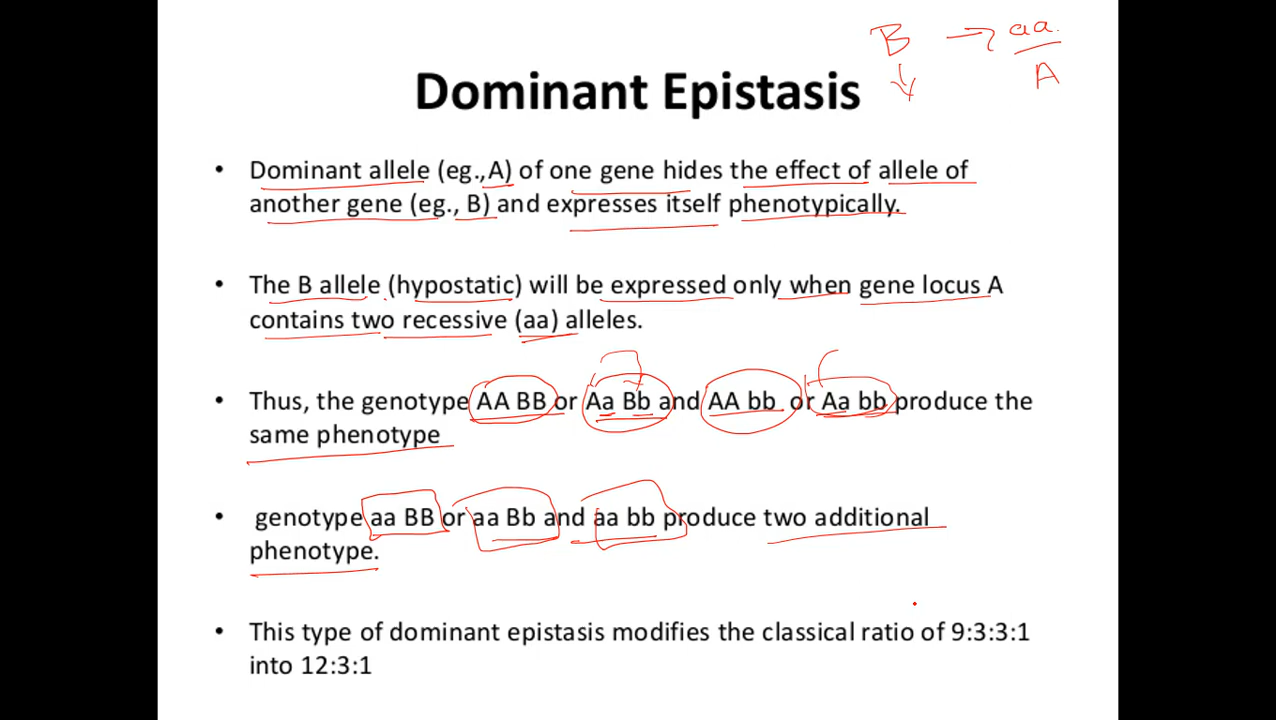 B → aa
A
Dominant Epistasis
• Dominant allele (eg.,A) of one gene hides the effect of allele of
another gene (eg., B) and expresses itself phenotypically.
• The B allele (hypostatic) will be expressed only when gene locus A
contains two recessive (aa) alleles.
• Thus, the genotype AA BB or Aa Bb and AA bb or Aa bb produce the
same phenotype
• genotype aa BB or aa Bb and aa bb produce two additional
phenotype.
• This type of dominant epistasis modifies the classical ratio of 9:3:3:1
into 12:3:1